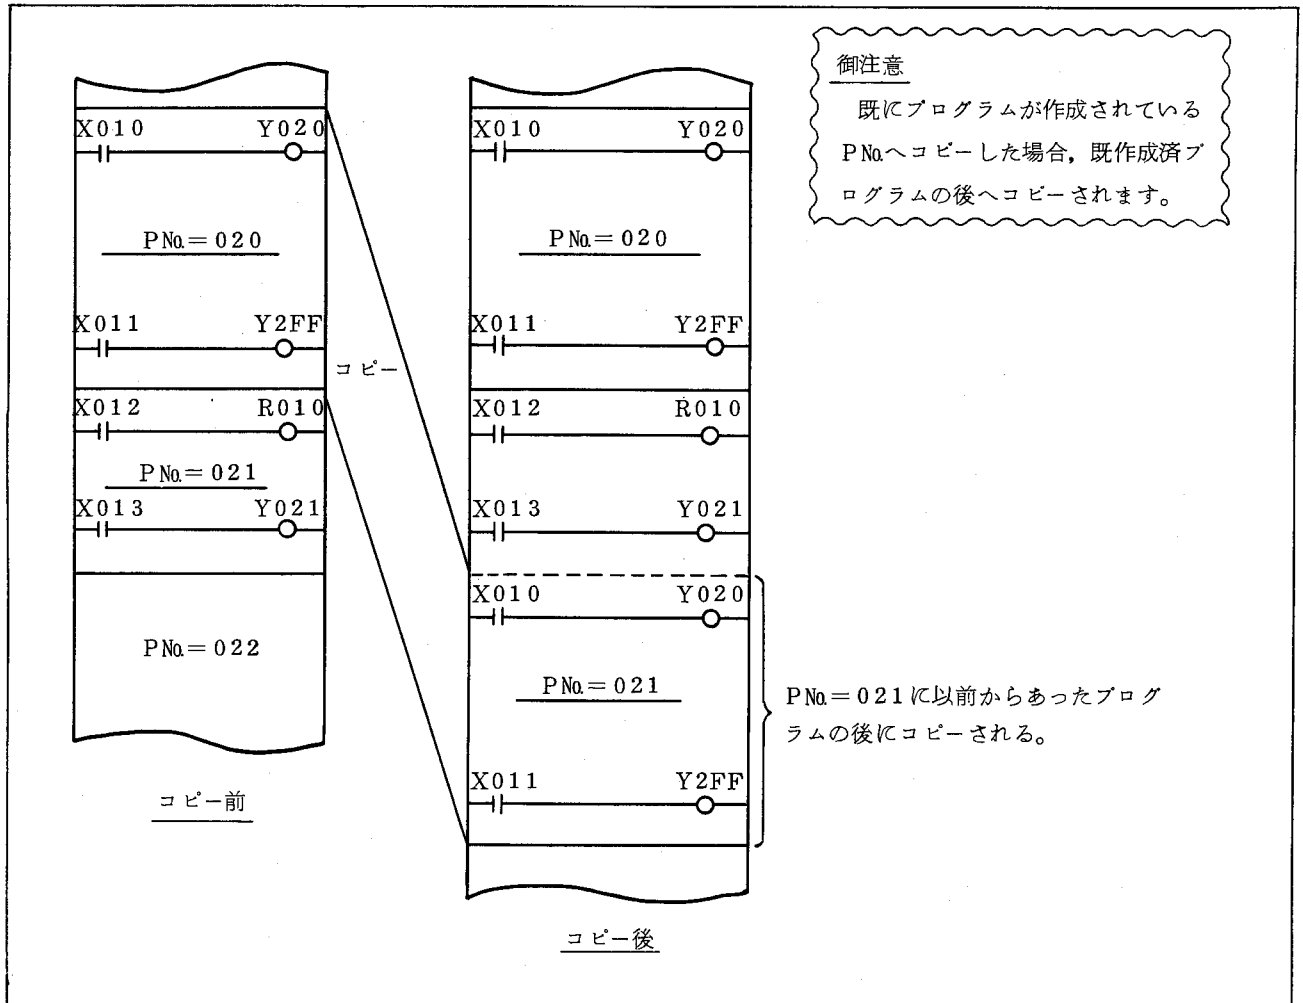 御注意
既にプログラムが作成されている
P№へコピーした場合，既作成済プ
ログラムの後へコピーされます。
X010 Y020
P№＝020
X011 Y2FF
コピー
X012 R010
P№＝021
X013 Y021
P№＝022
コピー前
X010 Y020
P№＝020
X011 Y2FF
X012 R010
X013 Y021
X010 Y020
P№＝021
X011 Y2FF
P№＝021に以前からあったプログ
ラムの後にコピーされる。
コピー後